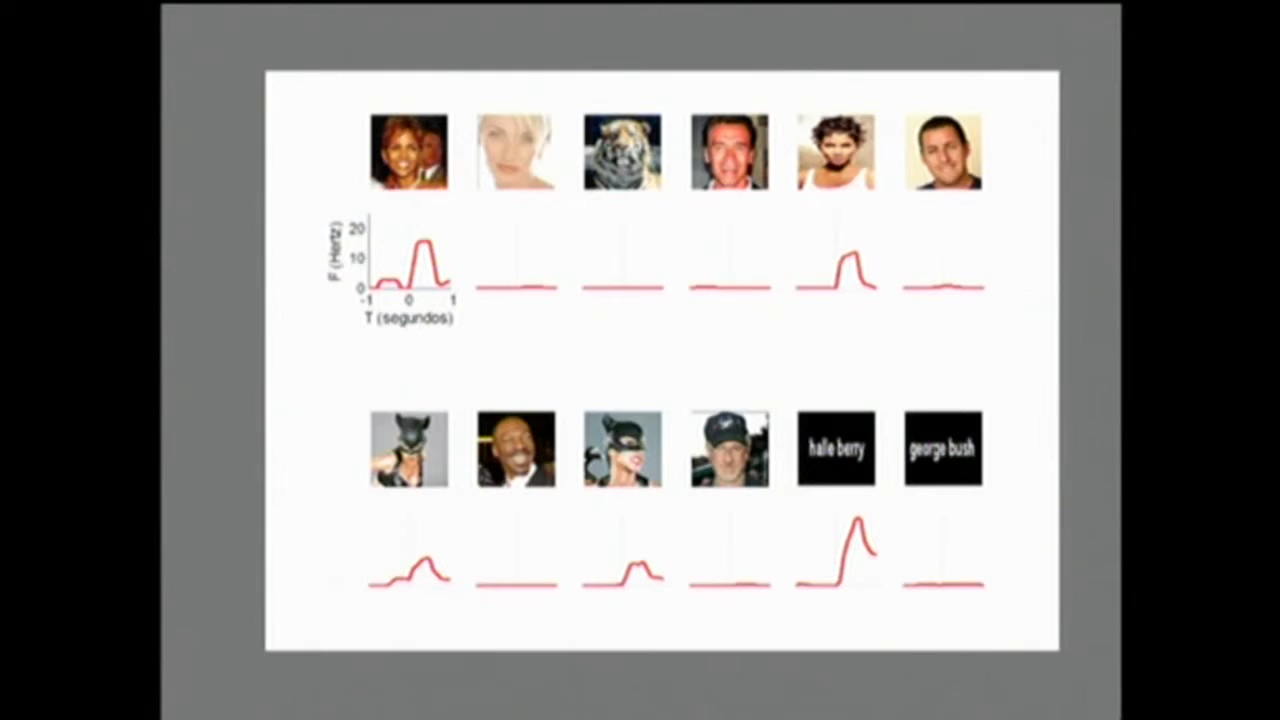 F (Hertz)
20
10
0
-1 0 1
T (segundos)
halle berry
george bush